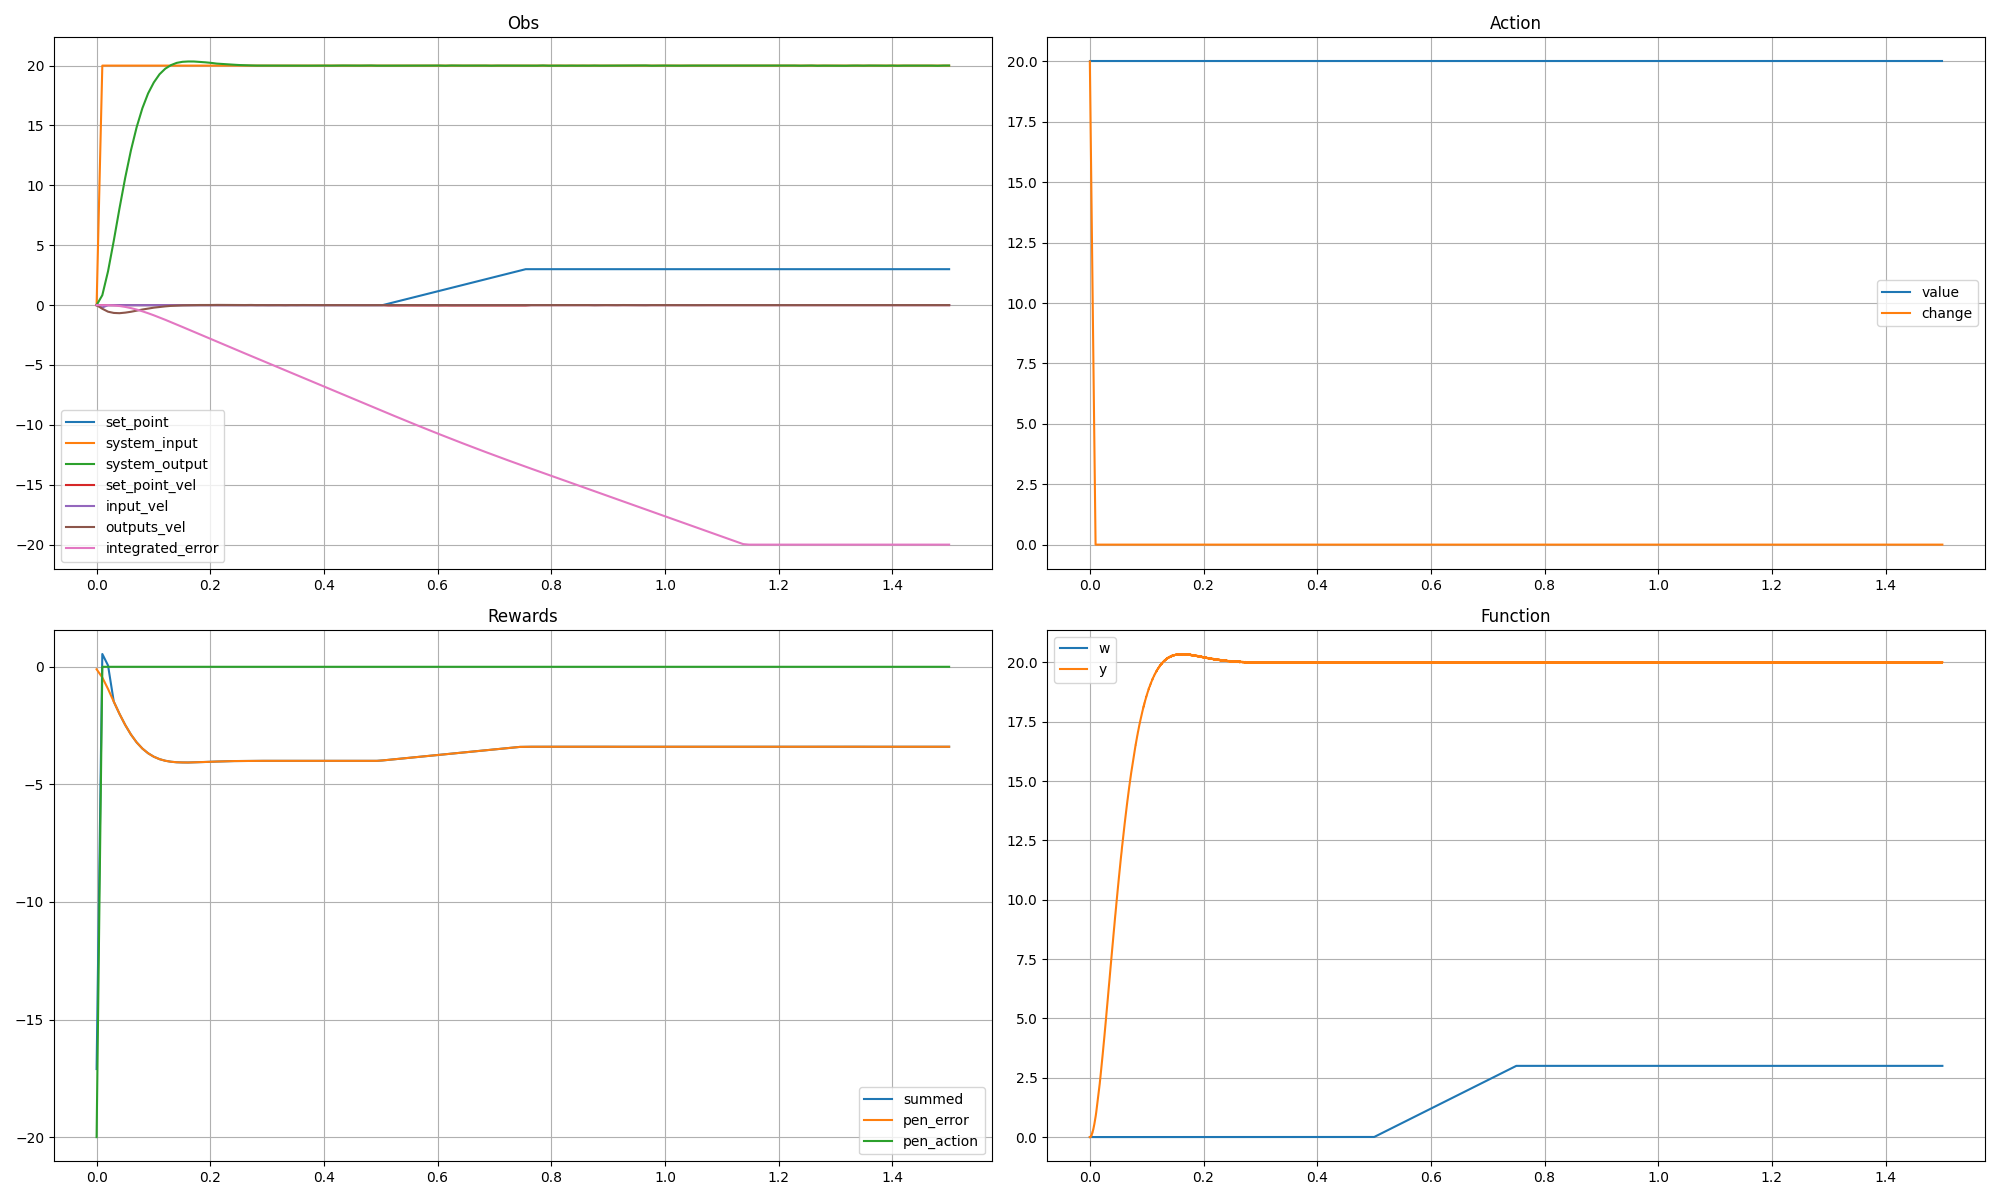 Obs
20
15
10
5
0
−5
−10
−15
−20
set_point
system_input
system_output
set_point_vel
input_vel
outputs_vel
integrated_error
0.0 0.2 0.4 0.6 0.8 1.0 1.2 1.4
Action
20.0
17.5
15.0
12.5
10.0
7.5
5.0
2.5
0.0
value
change
0.0 0.2 0.4 0.6 0.8 1.0 1.2 1.4
Rewards
0
−5
−10
−15
−20
summed
pen_error
pen_action
0.0 0.2 0.4 0.6 0.8 1.0 1.2 1.4
Function
w
y
20.0
17.5
15.0
12.5
10.0
7.5
5.0
2.5
0.0
0.0 0.2 0.4 0.6 0.8 1.0 1.2 1.4